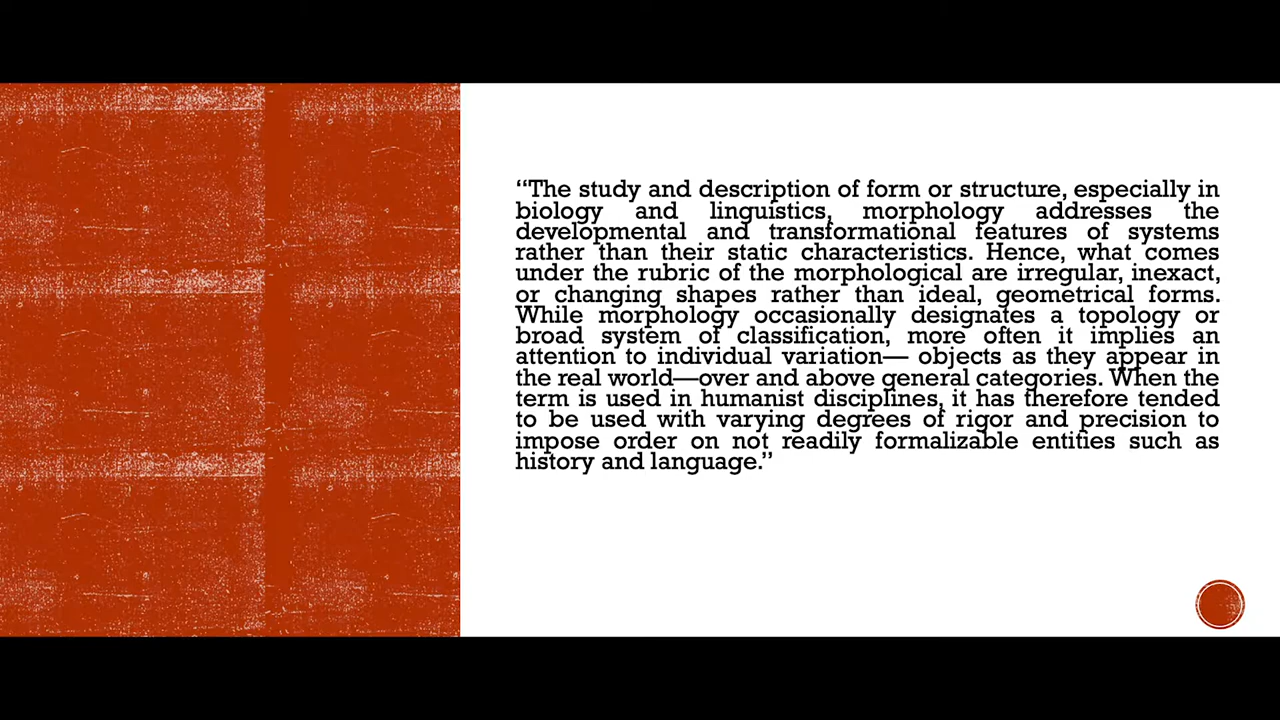 “The study and description of form or structure, especially in
biology and linguistics, morphology addresses the
developmental and transformational features of systems
rather than their static characteristics. Hence, what comes
under the rubric of the morphological are irregular, inexact,
or changing shapes rather than ideal, geometrical forms.
While morphology occasionally designates a topology or
broad system of classification, more often it implies an
attention to individual variation— objects as they appear in
the real world—over and above general categories. When the
term is used in humanist disciplines, it has therefore tended
to be used with varying degrees of rigor and precision to
impose order on not readily formalizable entities such as
history and language.”